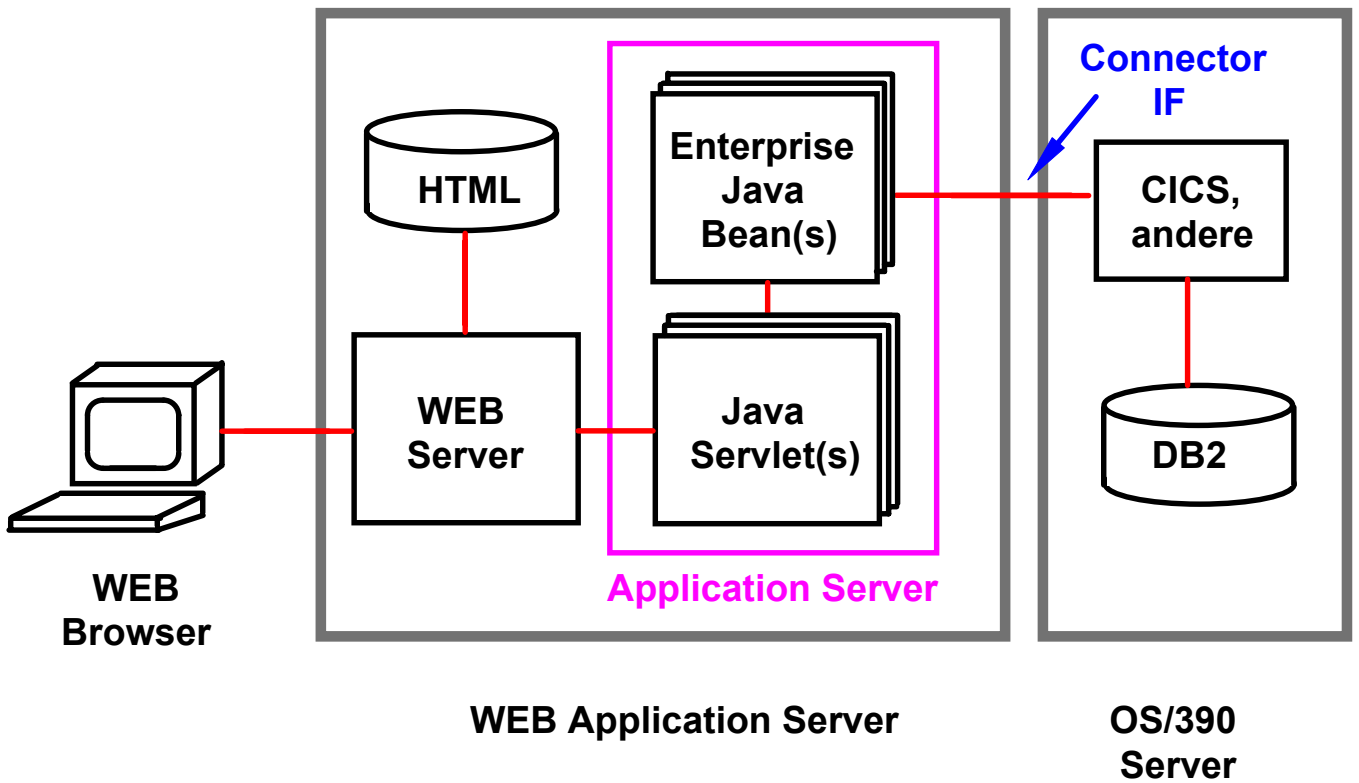 Connector
IF
Enterprise
Java
Bean(s)
HTML
CICS,
andere
WEB
Server
Java
Servlet(s)
DB2
WEB
Browser
Application Server
WEB Application Server
OS/390
Server